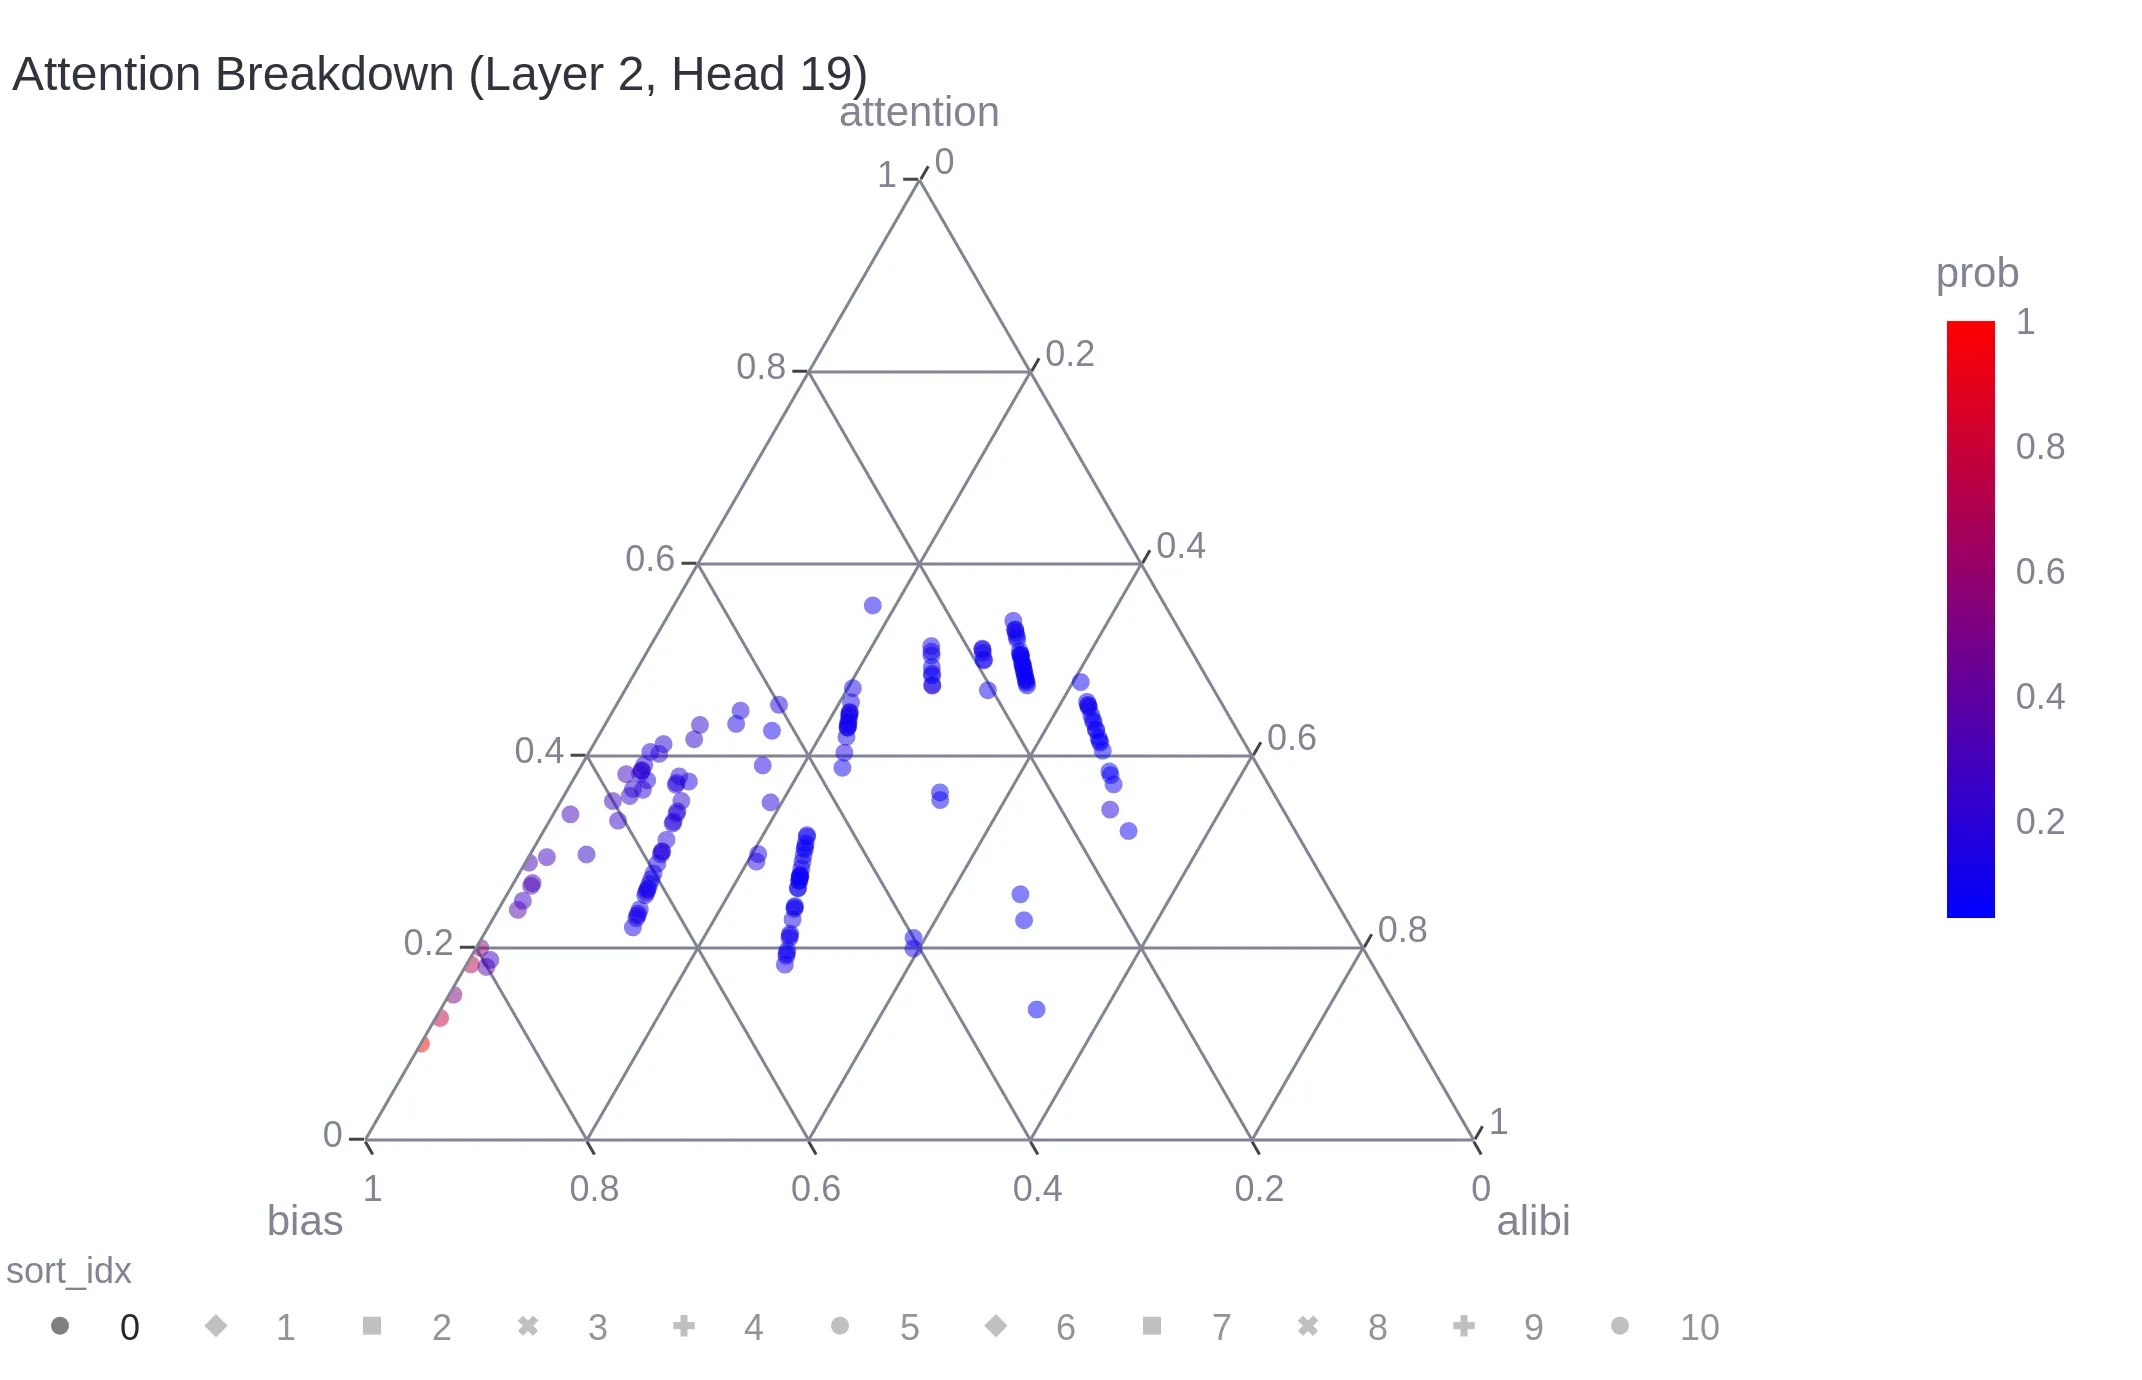 Attention Breakdown (Layer 2, Head 19)
attention
1 0
0.8 0.2
0.6 0.4
0.4 0.6
0.2 0.8
0 1
1 0.8 0.6 0.4 0.2 0
bias alibi
prob
1
0.8
0.6
0.4
0.2
sort_idx
0 1 2 3 4 5 6 7 8 9 10